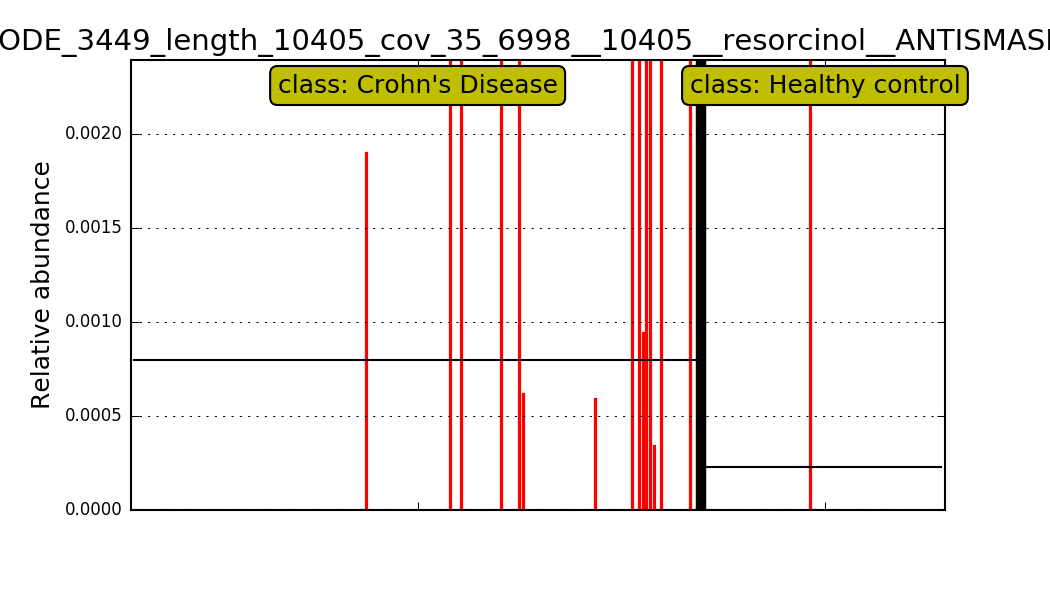 ODE_3449_length_10405_cov_35_6998__10405__resorcinol__ANTISMASH
class: Crohn's Disease
class: Healthy control
Relative abundance
0.0020
0.0015
0.0010
0.0005
0.0000